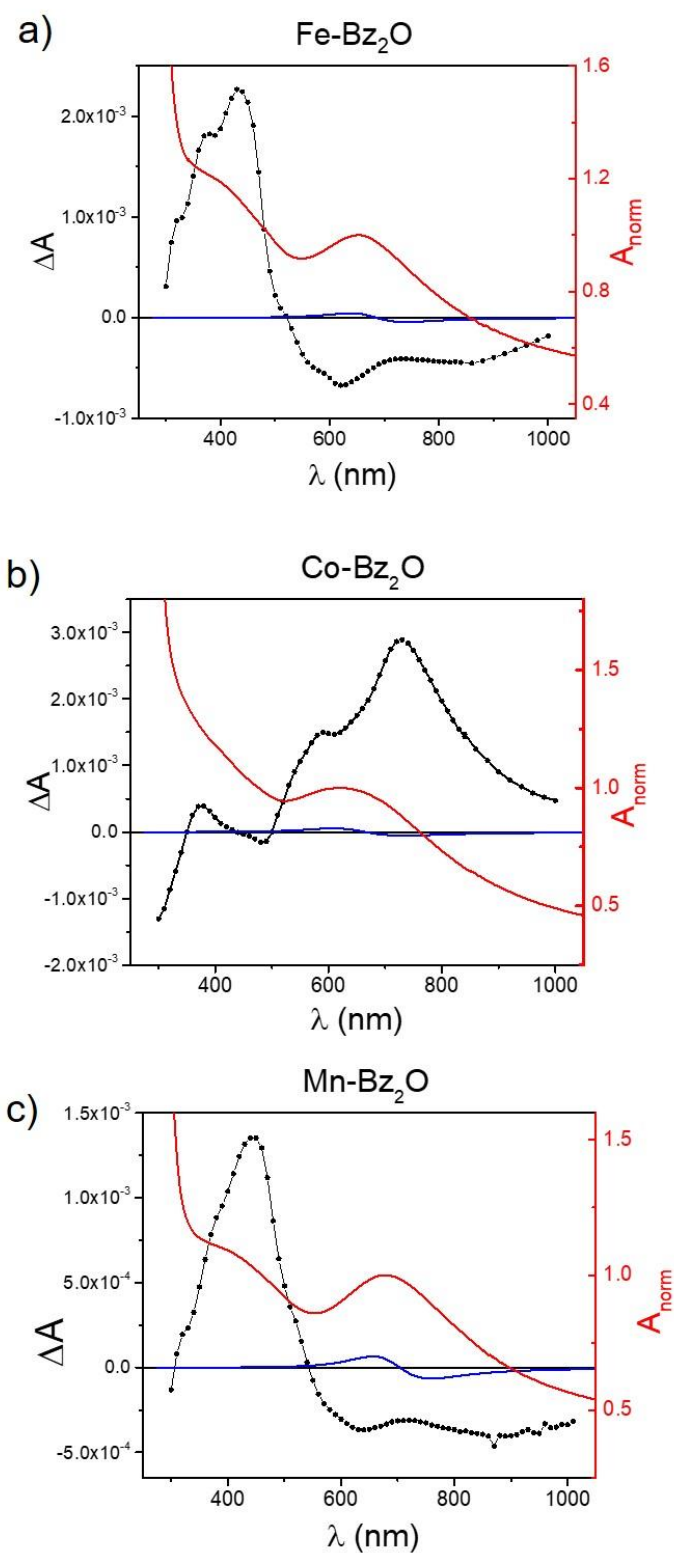 a)
Fe-Bz₂O
2.0x10⁻³
1.0x10⁻³
0.0
-1.0x10⁻³
ΔA
1.6
1.2
0.8
0.4
A_norm
400 600 800 1000
λ (nm)
b)
Co-Bz₂O
3.0x10⁻³
2.0x10⁻³
1.0x10⁻³
0.0
-1.0x10⁻³
-2.0x10⁻³
ΔA
1.5
1.0
0.5
A_norm
400 600 800 1000
λ (nm)
c)
Mn-Bz₂O
1.5x10⁻³
1.0x10⁻³
5.0x10⁻⁴
0.0
-5.0x10⁻⁴
ΔA
1.5
1.0
0.5
A_norm
400 600 800 1000
λ (nm)